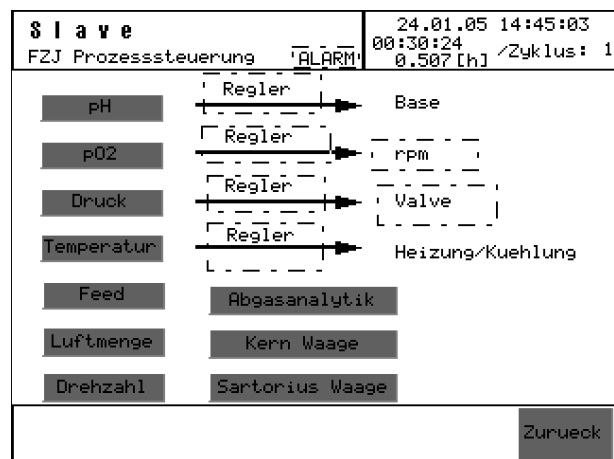 Slave
FZJ Prozesssteuerung ALARM
24.01.05 14:45:03
00:30:24
0.507[h] /Zyklus: 1
pH Regler Base
pO2 Regler rpm
Druck Regler Valve
Temperatur Regler Heizung/Kuehlung
Feed Abgasanalytik
Luftmenge Kern Waage
Drehzahl Sartorius Waage
Zurueck